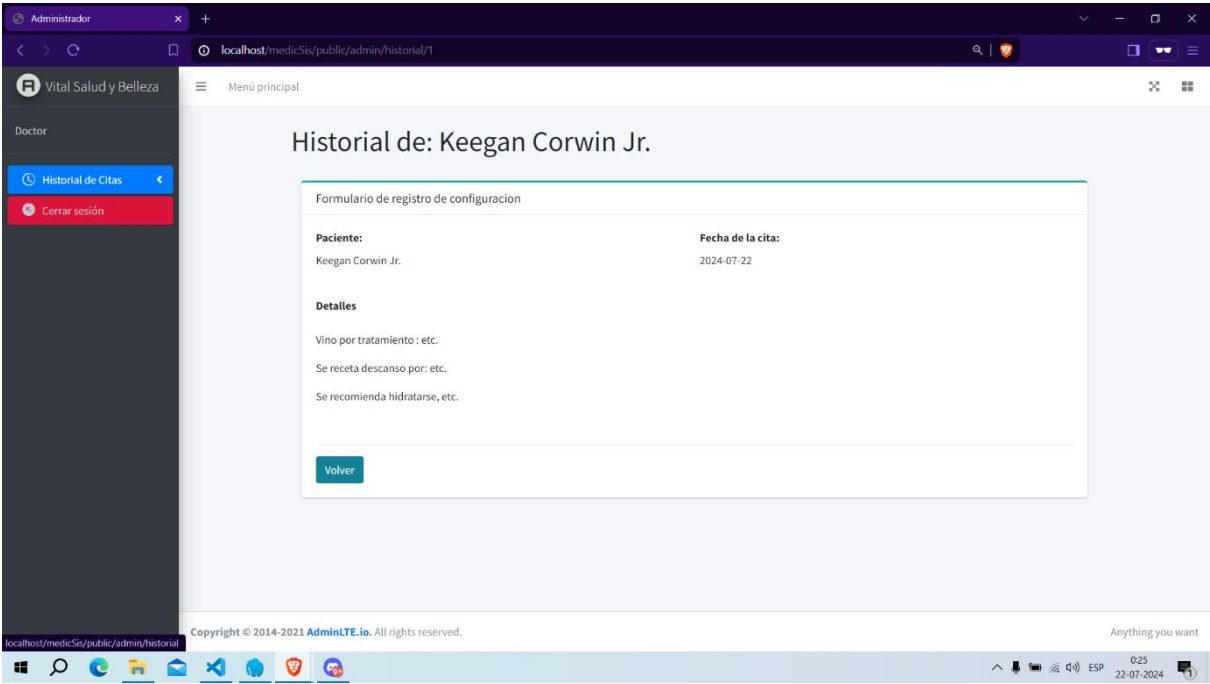 Administrador
localhost/medicSis/public/admin/historial/1
Vital Salud y Belleza
Menú principal
Doctor
Historial de Citas
Cerrar sesión
Historial de: Keegan Corwin Jr.
Formulario de registro de configuracion
Paciente:
Fecha de la cita:
Keegan Corwin Jr.
2024-07-22
Detalles
Vino por tratamiento : etc.
Se receta descanso por: etc.
Se recomienda hidratarse, etc.
Volver
Copyright © 2014-2021 AdminLTE.io. All rights reserved.
Anything you want
localhost/medicSis/public/admin/historial
ESP
0:25
22-07-2024
1